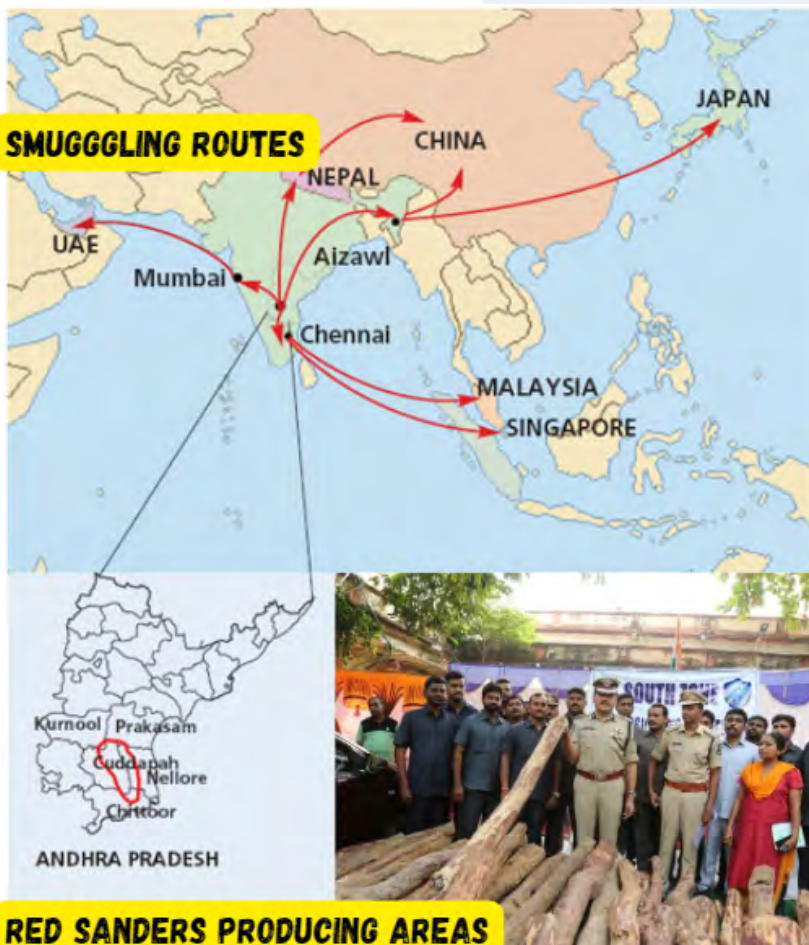 SMUGGGLING ROUTES
JAPAN
CHINA
NEPAL
UAE
Aizawl
Mumbai
Chennai
MALAYSIA
SINGAPORE
Kurnool Prakasam
Cuddapah
Nellore
Chittoor
ANDHRA PRADESH
SOUTH ZONE
RED SANDERS PRODUCING AREAS